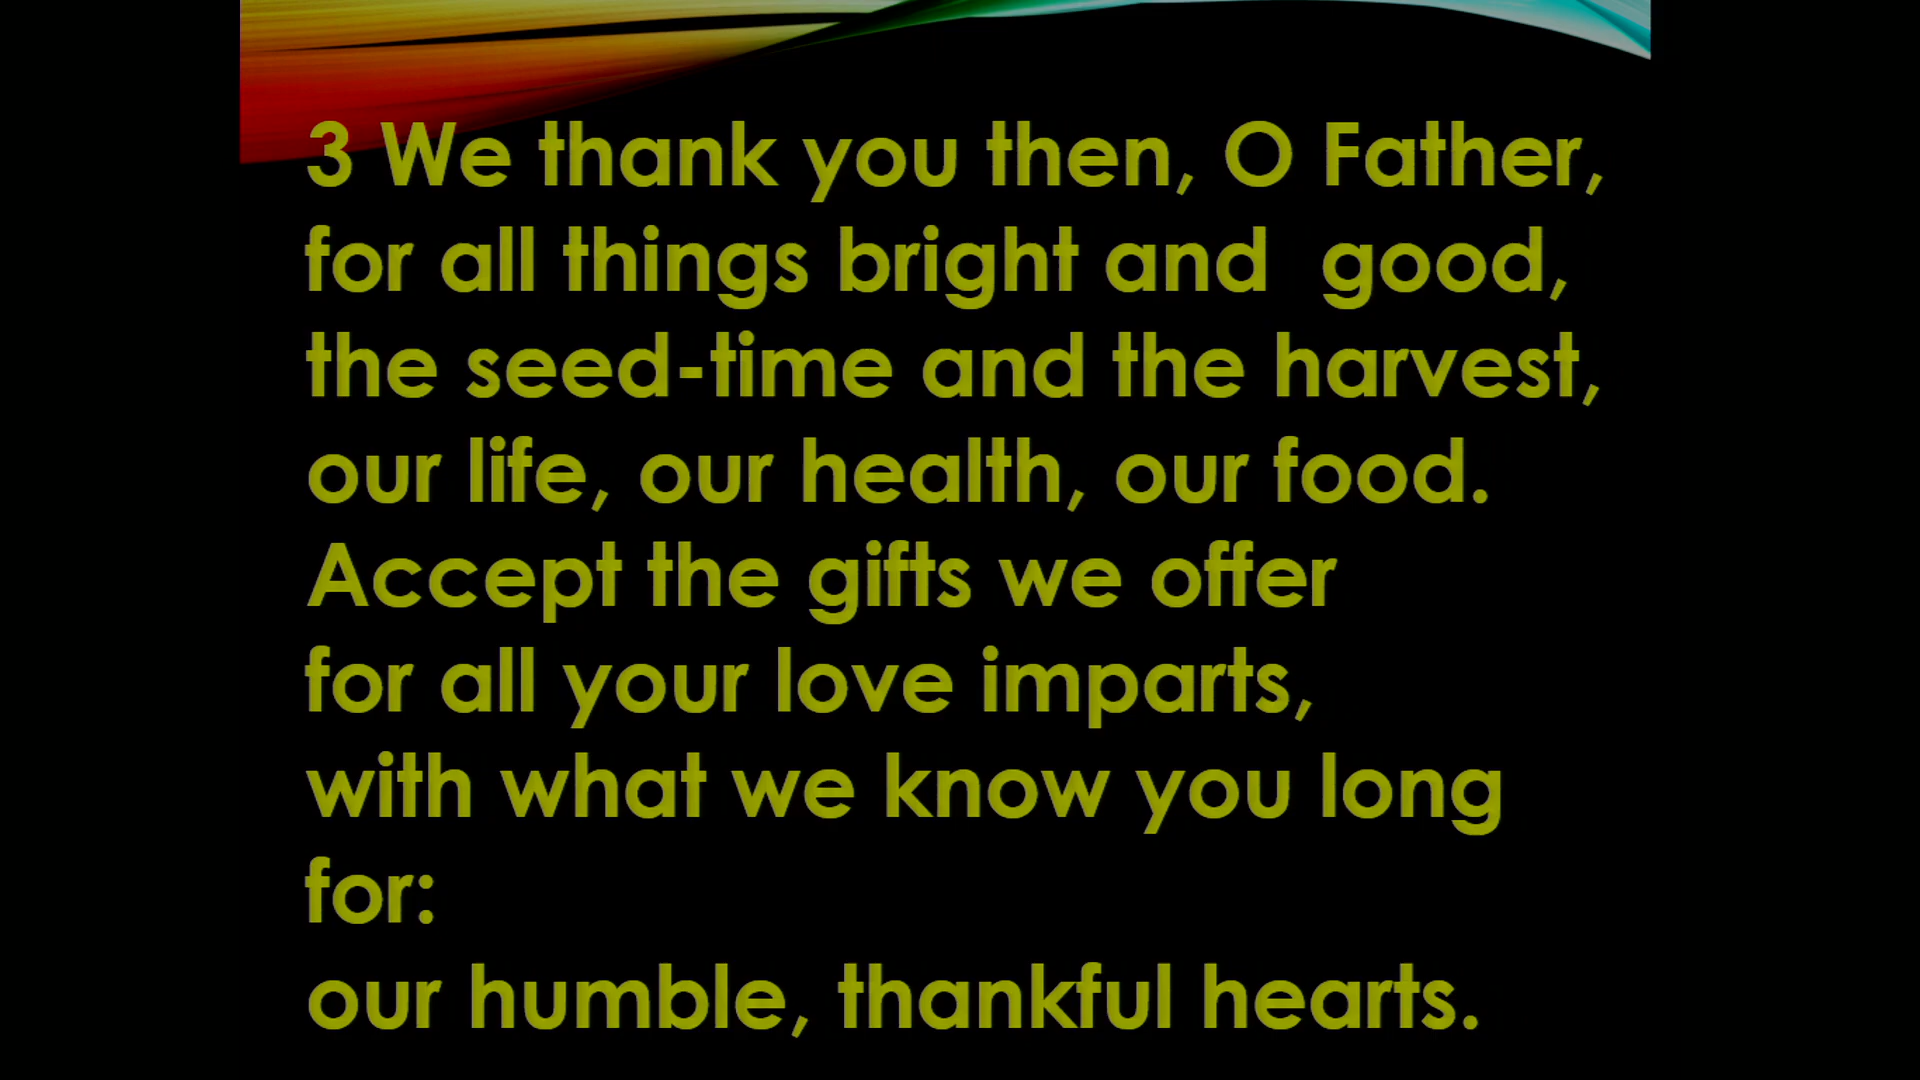 3 We thank you then, O Father,
for all things bright and  good,
the seed-time and the harvest,
our life, our health, our food.
Accept the gifts we offer
for all your love imparts,
with what we know you long
for:
our humble, thankful hearts.